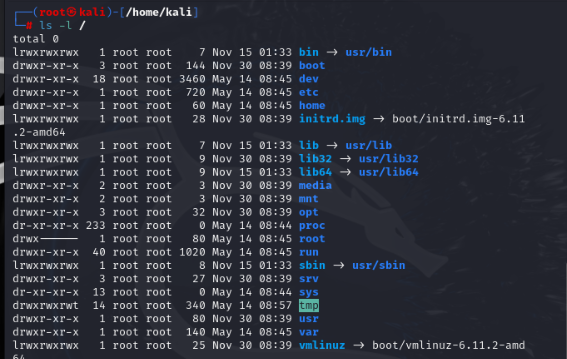 ┌──(root㉿kali)-[/home/kali]
└─# ls -l /
total 0
lrwxrwxrwx   1 root root    7 Nov 15 01:33 bin → usr/bin
drwxr-xr-x   3 root root  144 Nov 30 08:39 boot
drwxr-xr-x  18 root root 3460 May 14 08:45 dev
drwxr-xr-x   1 root root  720 May 14 08:45 etc
drwxr-xr-x   1 root root   60 May 14 08:45 home
lrwxrwxrwx   1 root root   28 Nov 30 08:39 initrd.img → boot/initrd.img-6.11
.2-amd64
lrwxrwxrwx   1 root root    7 Nov 15 01:33 lib → usr/lib
lrwxrwxrwx   1 root root    9 Nov 30 08:39 lib32 → usr/lib32
lrwxrwxrwx   1 root root    9 Nov 15 01:33 lib64 → usr/lib64
drwxr-xr-x   2 root root    3 Nov 30 08:39 media
drwxr-xr-x   2 root root    3 Nov 30 08:39 mnt
drwxr-xr-x   3 root root   32 Nov 30 08:39 opt
dr-xr-xr-x 233 root root    0 May 14 08:44 proc
drwx------   1 root root   80 May 14 08:45 root
drwxr-xr-x  40 root root 1020 May 14 08:45 run
lrwxrwxrwx   1 root root    8 Nov 15 01:33 sbin → usr/sbin
drwxr-xr-x   3 root root   27 Nov 30 08:39 srv
dr-xr-xr-x  13 root root    0 May 14 08:44 sys
drwxrwxrwt  14 root root  340 May 14 08:57 tmp
drwxr-xr-x   1 root root   80 Nov 30 08:39 usr
drwxr-xr-x   1 root root  140 May 14 08:45 var
lrwxrwxrwx   1 root root   25 Nov 30 08:39 vmlinuz → boot/vmlinuz-6.11.2-amd
64